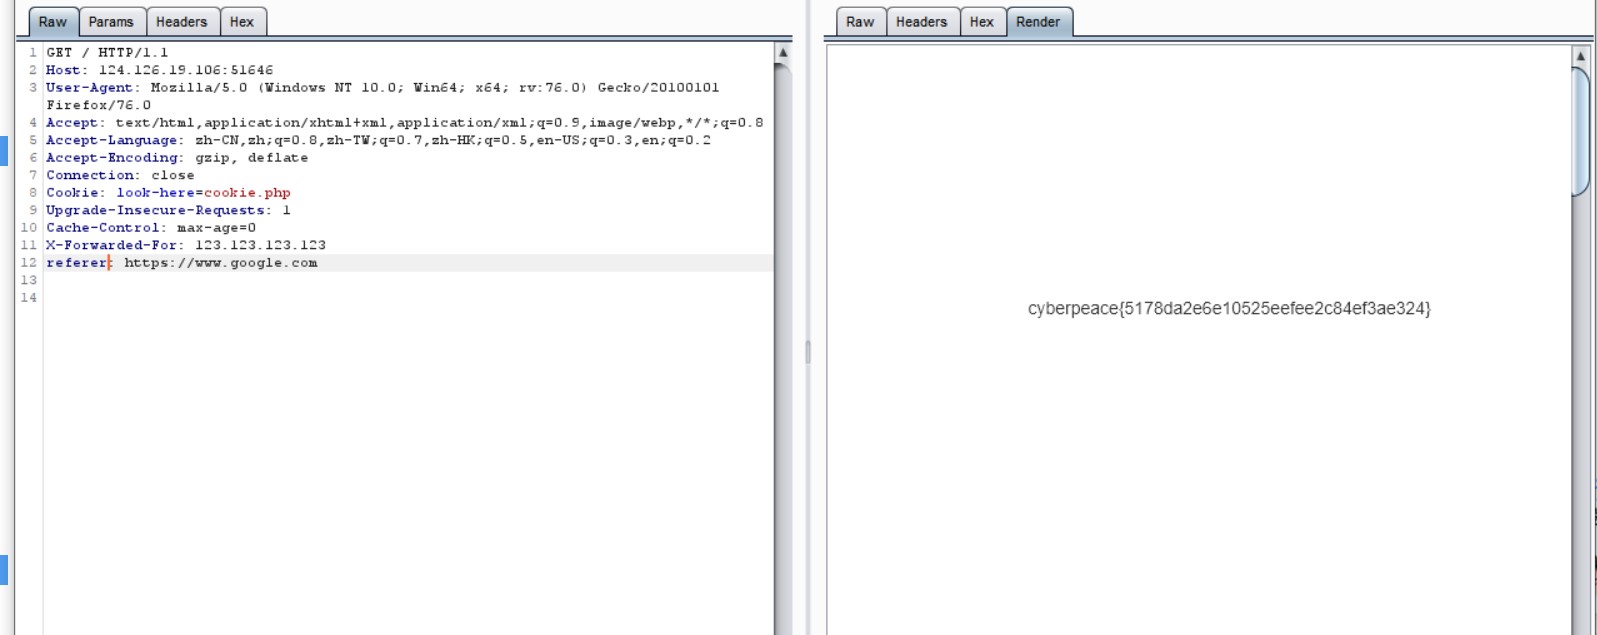 Raw Params Headers Hex
1 GET / HTTP/1.1
2 Host: 124.126.19.106:51646
3 User-Agent: Mozilla/5.0 (Windows NT 10.0; Win64; x64; rv:76.0) Gecko/20100101
Firefox/76.0
4 Accept: text/html,application/xhtml+xml,application/xml;q=0.9,image/webp,*/*;q=0.8
5 Accept-Language: zh-CN,zh;q=0.8,zh-TW;q=0.7,zh-HK;q=0.5,en-US;q=0.3,en;q=0.2
6 Accept-Encoding: gzip, deflate
7 Connection: close
8 Cookie: look-here=cookie.php
9 Upgrade-Insecure-Requests: 1
10 Cache-Control: max-age=0
11 X-Forwarded-For: 123.123.123.123
12 referer: https://www.google.com
13
14
Raw Headers Hex Render
cyberpeace{5178da2e6e10525eefee2c84ef3ae324}